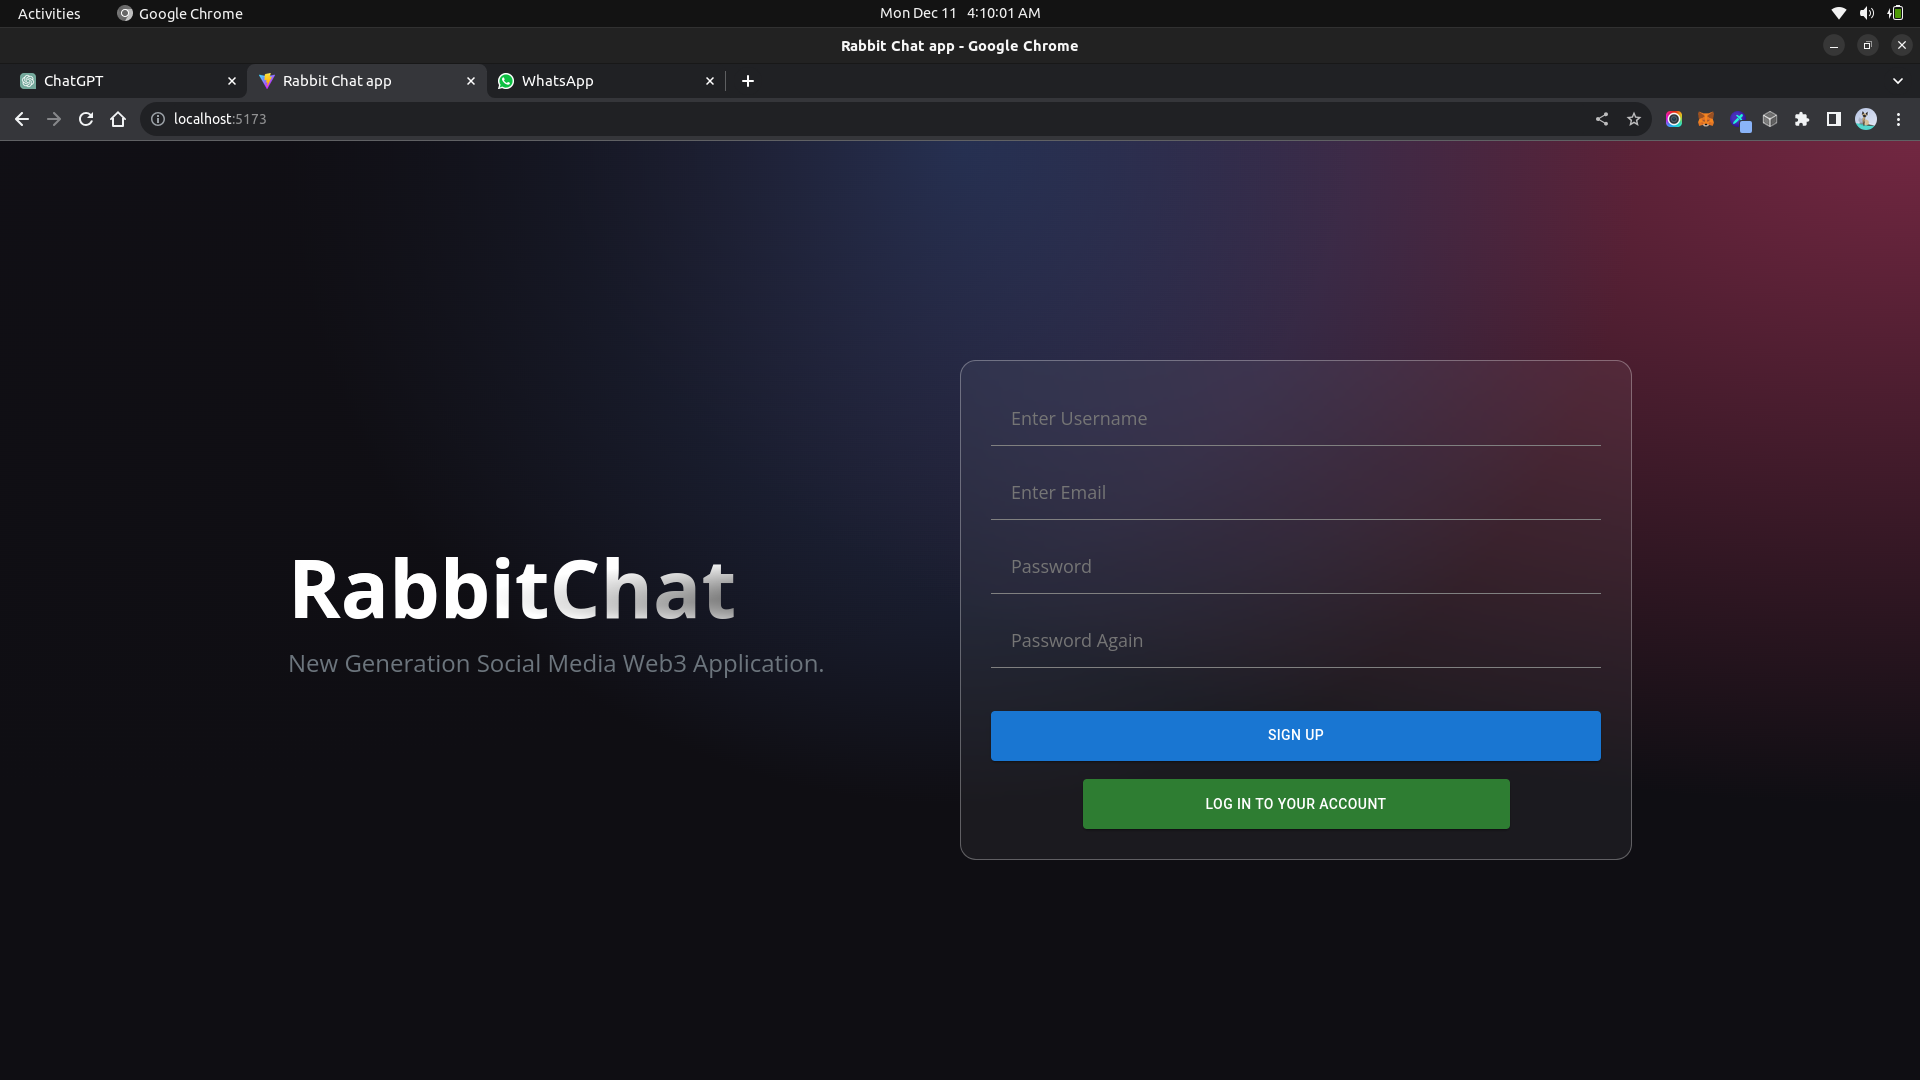 Activities
Google Chrome
Mon Dec 11 4:10:01 AM
Rabbit Chat app - Google Chrome
ChatGPT
Rabbit Chat app
WhatsApp
localhost:5173
Enter Username
Enter Email
Password
Password Again
RabbitChat
New Generation Social Media Web3 Application.
SIGN UP
LOG IN TO YOUR ACCOUNT